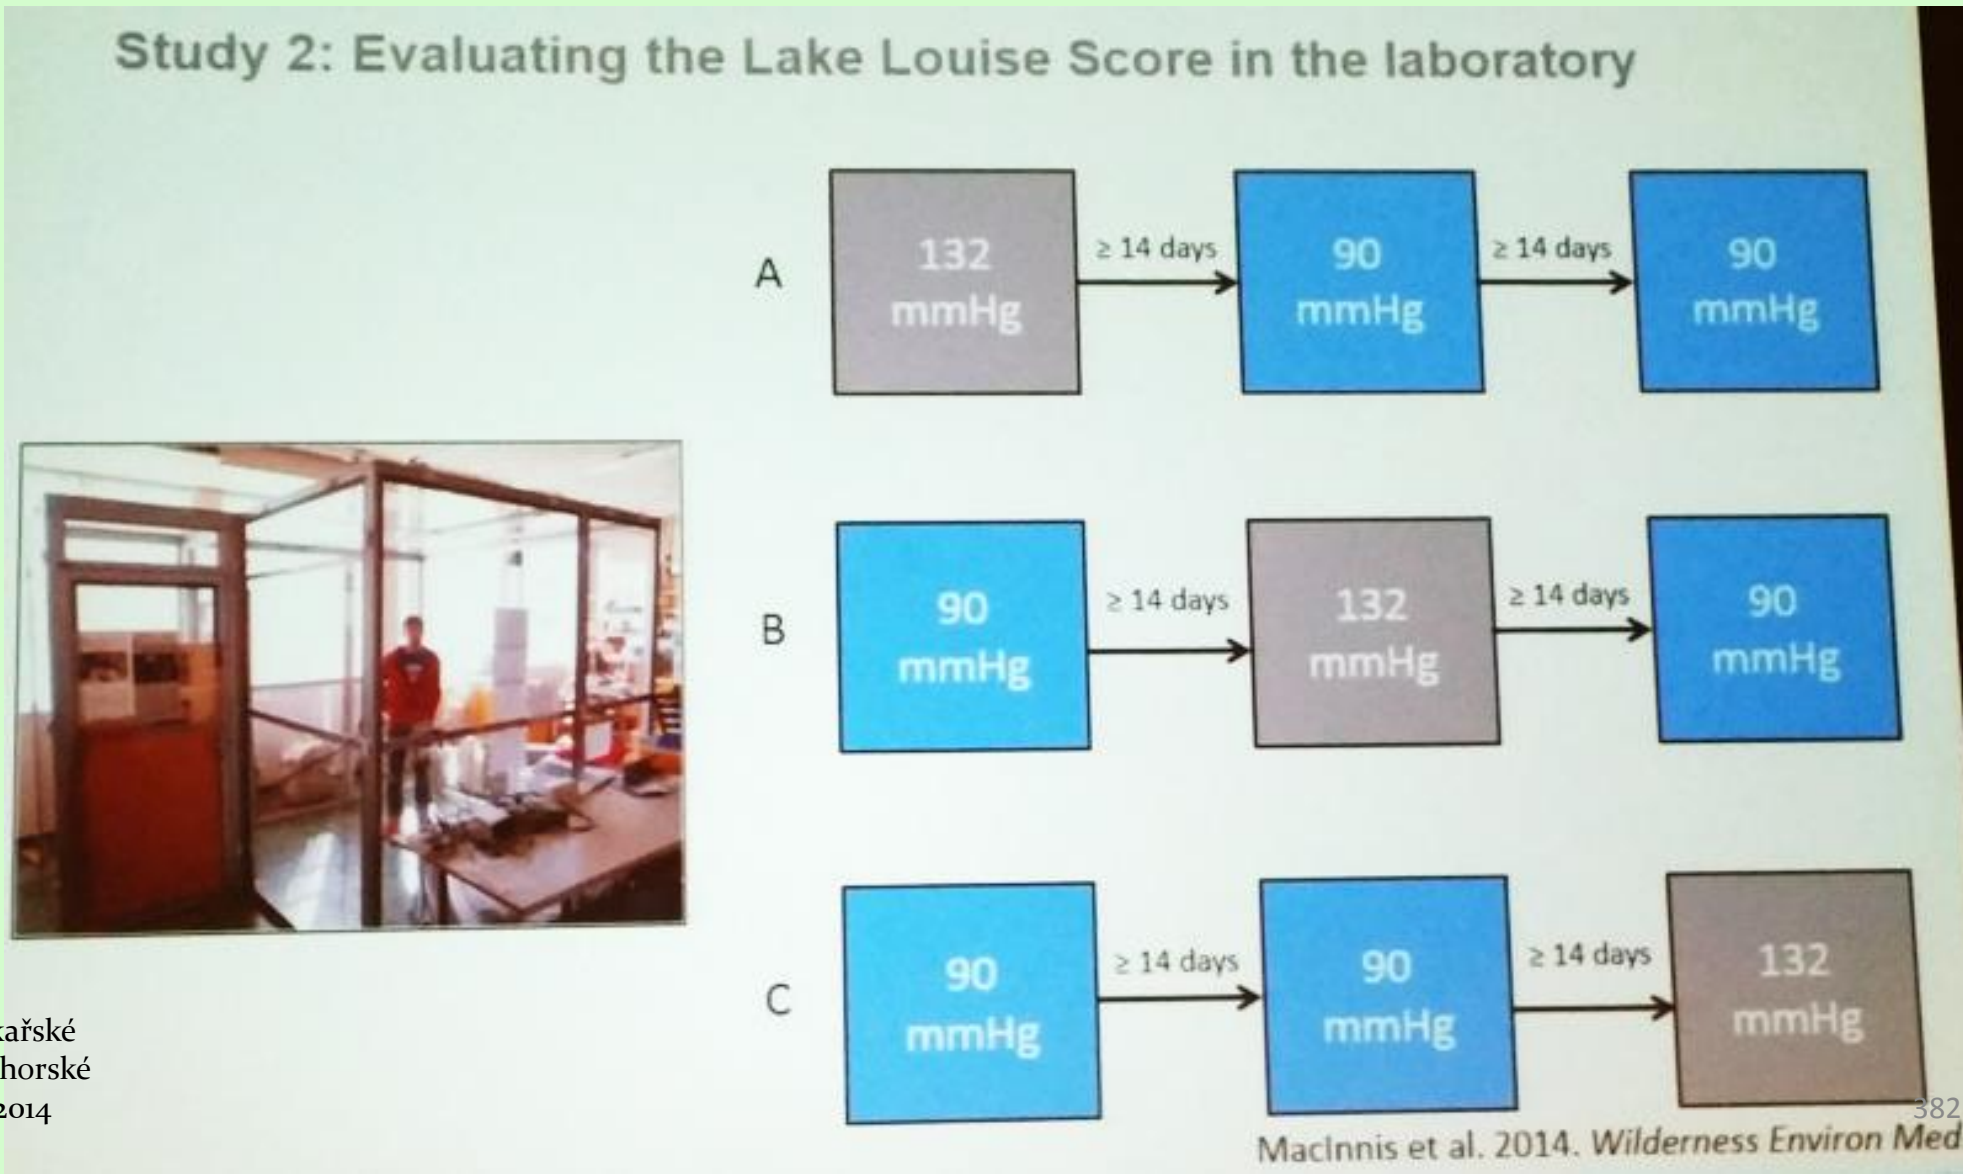 Study 2: Evaluating the Lake Louise Score in the laboratory
A
132
mmHg
≥ 14 days
90
mmHg
≥ 14 days
90
mmHg
B
90
mmHg
≥ 14 days
132
mmHg
≥ 14 days
90
mmHg
C
90
mmHg
≥ 14 days
90
mmHg
≥ 14 days
132
mmHg
kařské
horské
2014
382
MacInnis et al. 2014. Wilderness Environ Med